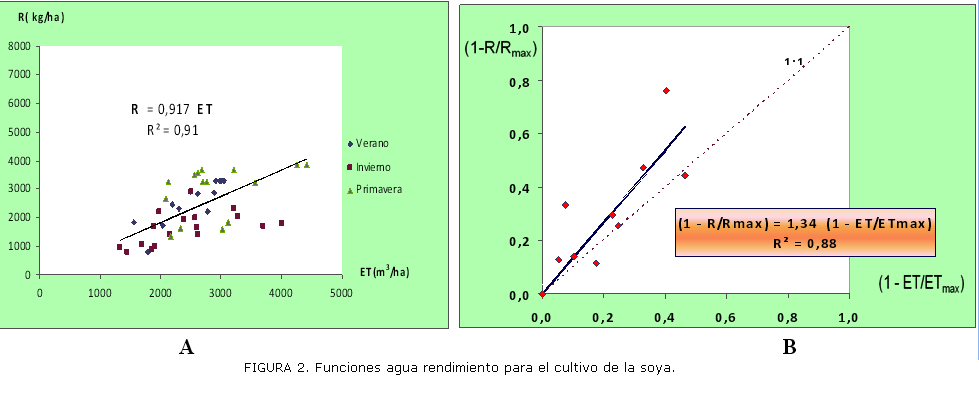 R( kg/ha)
8000
7000
6000
5000
4000
3000
2000
1000
0
R = 0,917 ET
R² = 0,91
Verano
Invierno
Primavera
ET(m³/ha)
0 1000 2000 3000 4000 5000
A
(1-R/Rmax)
1,0
0,8
0,6
0,4
0,2
0,0
1:1
(1 - R/Rmax) = 1,34 (1 - ET/ETmax)
R² = 0,88
(1 - ET/ETmax)
0,0 0,2 0,4 0,6 0,8 1,0
B
FIGURA 2. Funciones agua rendimiento para el cultivo de la soya.